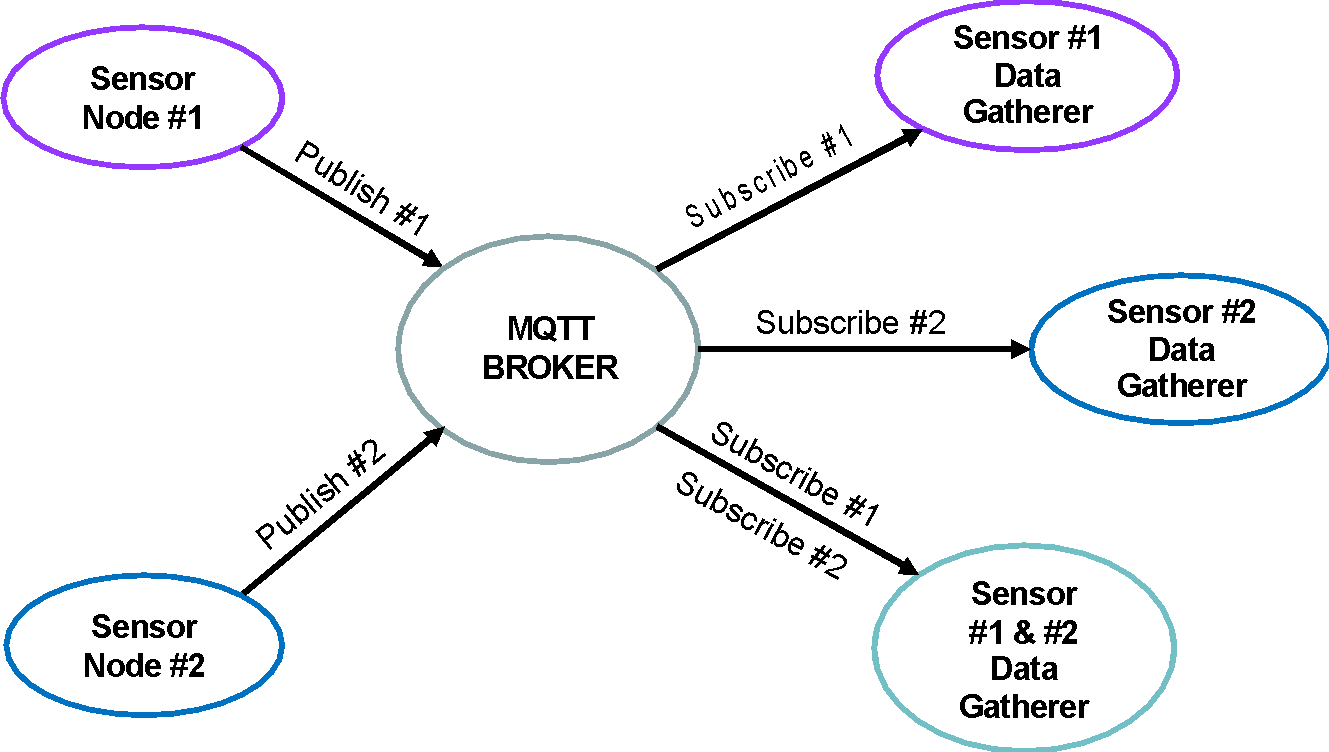 Sensor
Node #1
Publish #1
Sensor #1
Data
Gatherer
Subscribe #1
MQTT
BROKER
Subscribe #2
Sensor #2
Data
Gatherer
Publish #2
Subscribe #1
Subscribe #2
Sensor
Node #2
Sensor
#1 & #2
Data
Gatherer